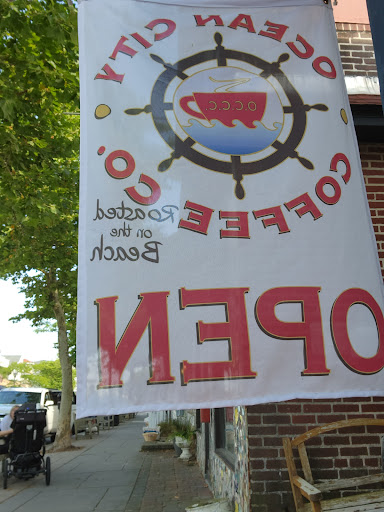 OCEAN CITY
O.C.C.C.
COFFEE CO.
Roasted
on the
Beach
OPEN